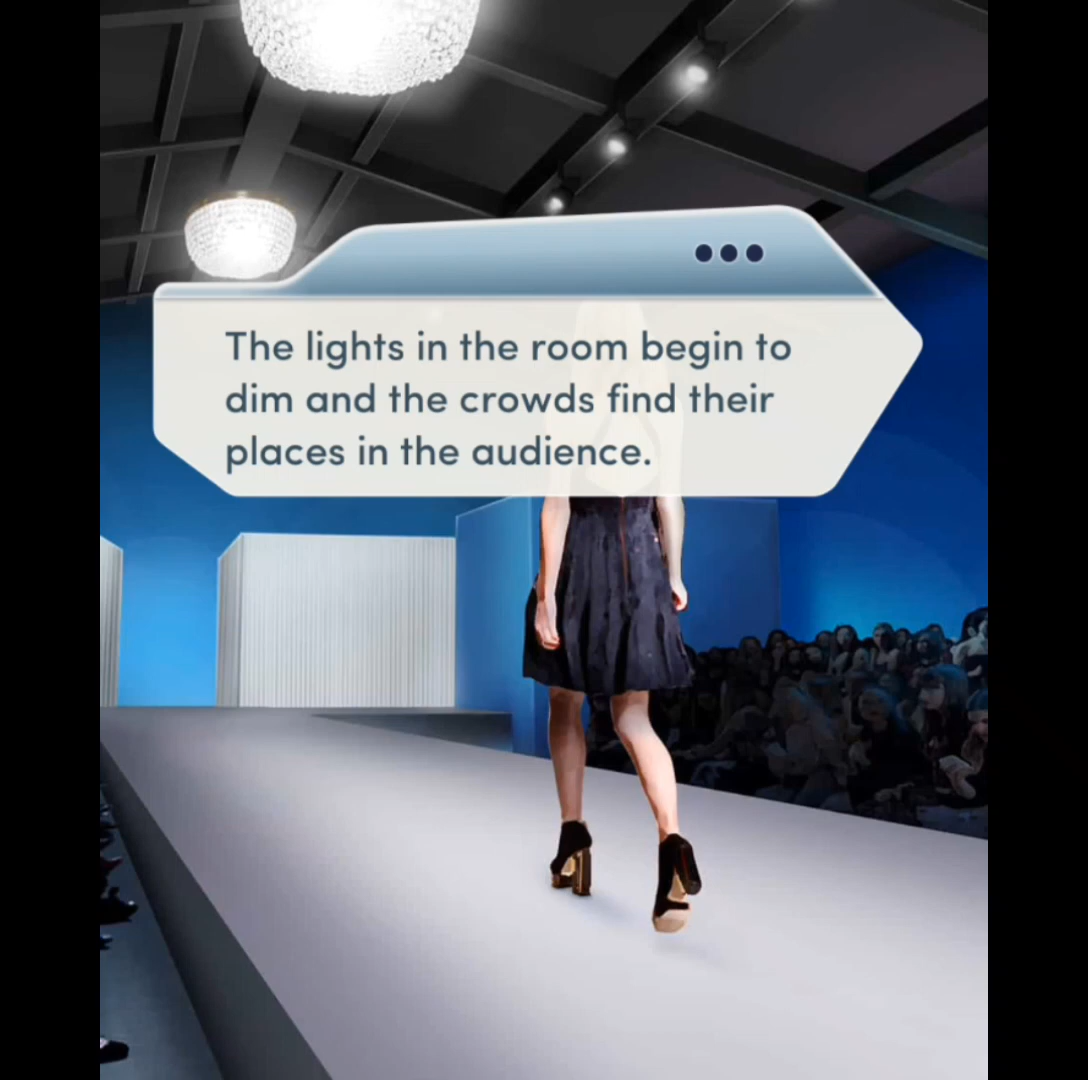 The lights in the room begin to
dim and the crowds find their
places in the audience.